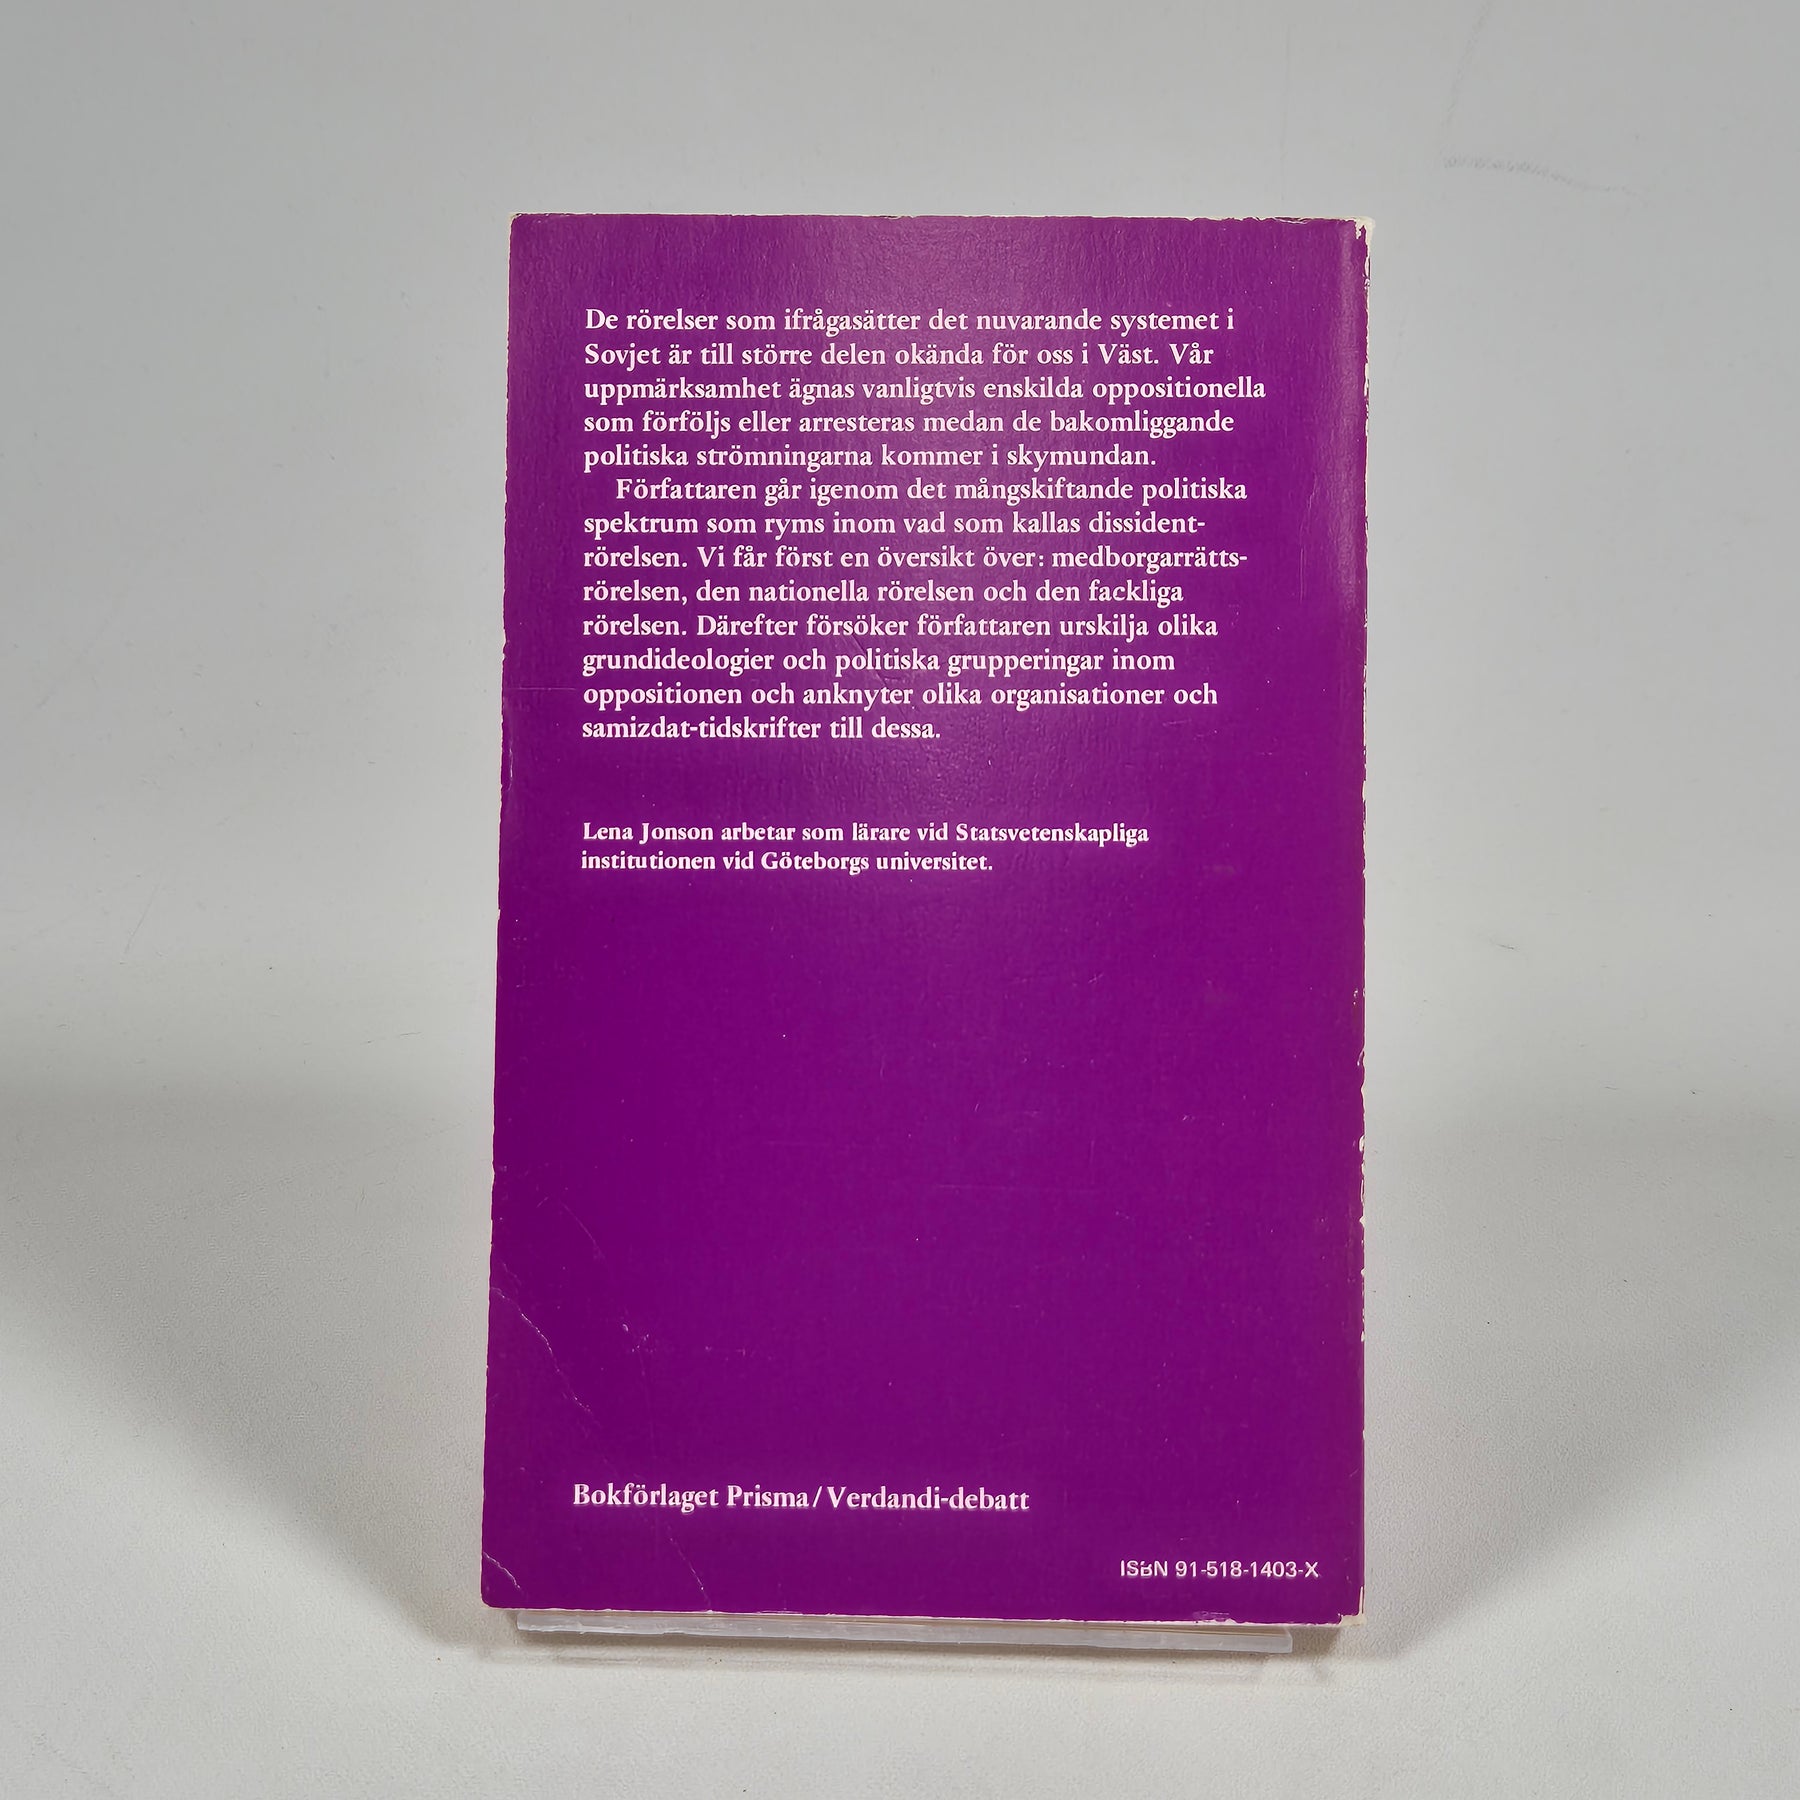 De rörelser som ifrågasätter det nuvarande systemet i
Sovjet är till större delen okända för oss i Väst. Vår
uppmärksamhet ägnas vanligtvis enskilda oppositionella
som förföljs eller arresteras medan de bakomliggande
politiska strömningarna kommer i skymundan.
Författaren går igenom det mångskiftande politiska
spektrum som ryms inom vad som kallas dissident-
rörelsen. Vi får först en översikt över: medborgarrätts-
rörelsen, den nationella rörelsen och den fackliga
rörelsen. Därefter försöker författaren urskilja olika
grundideologier och politiska grupperingar inom
oppositionen och anknyter olika organisationer och
samizdat-tidskrifter till dessa.
Lena Jonson arbetar som lärare vid Statsvetenskapliga
institutionen vid Göteborgs universitet.
Bokförlaget Prisma/Verdandi-debatt
ISBN 91-518-1403-X